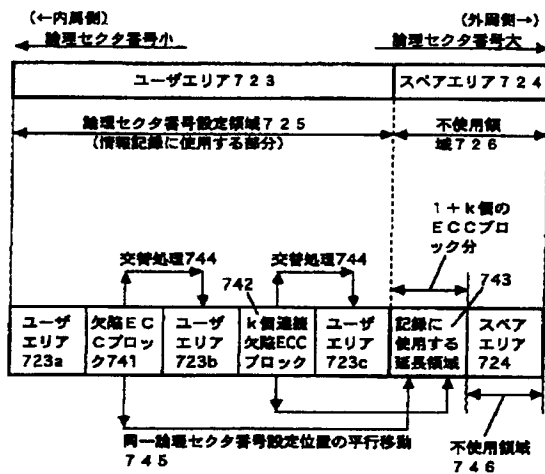 （←内周側）
（外周側→）
論理セクタ番号小
論理セクタ番号大
ユーザエリア７２３
スペアエリア７２４
論理セクタ番号設定領域７２５
（情報記録に使用する部分）
不使用領
域７２６
１＋ｋ個の
ＥＣＣブロ
ック分
交替処理744
交替処理744
742
743
ユーザ
エリア
723a
欠陥ＥＣ
Ｃブロッ
ク741
ユーザ
エリア
723b
ｋ個連続
欠陥ECC
ブロック
ユーザ
エリア
723c
記録に
使用する
延長領域
スペア
エリア
724
同一論理セクタ番号設定位置の平行移動
７４５
不使用領域
７４６